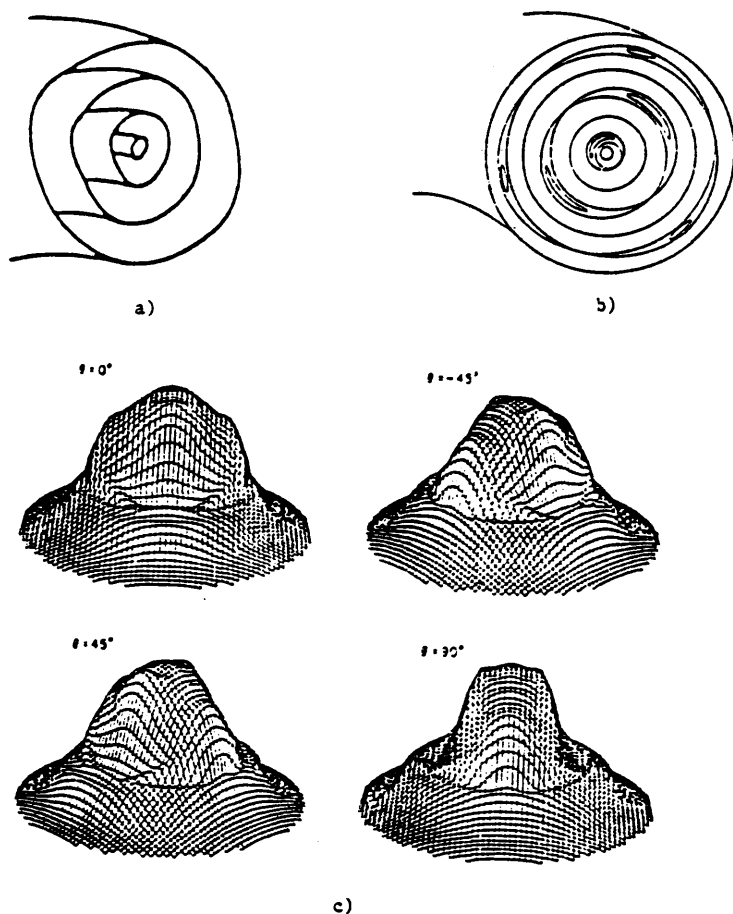 a)
b)
θ = 0°
θ = -45°
θ = 45°
θ = 90°
c)